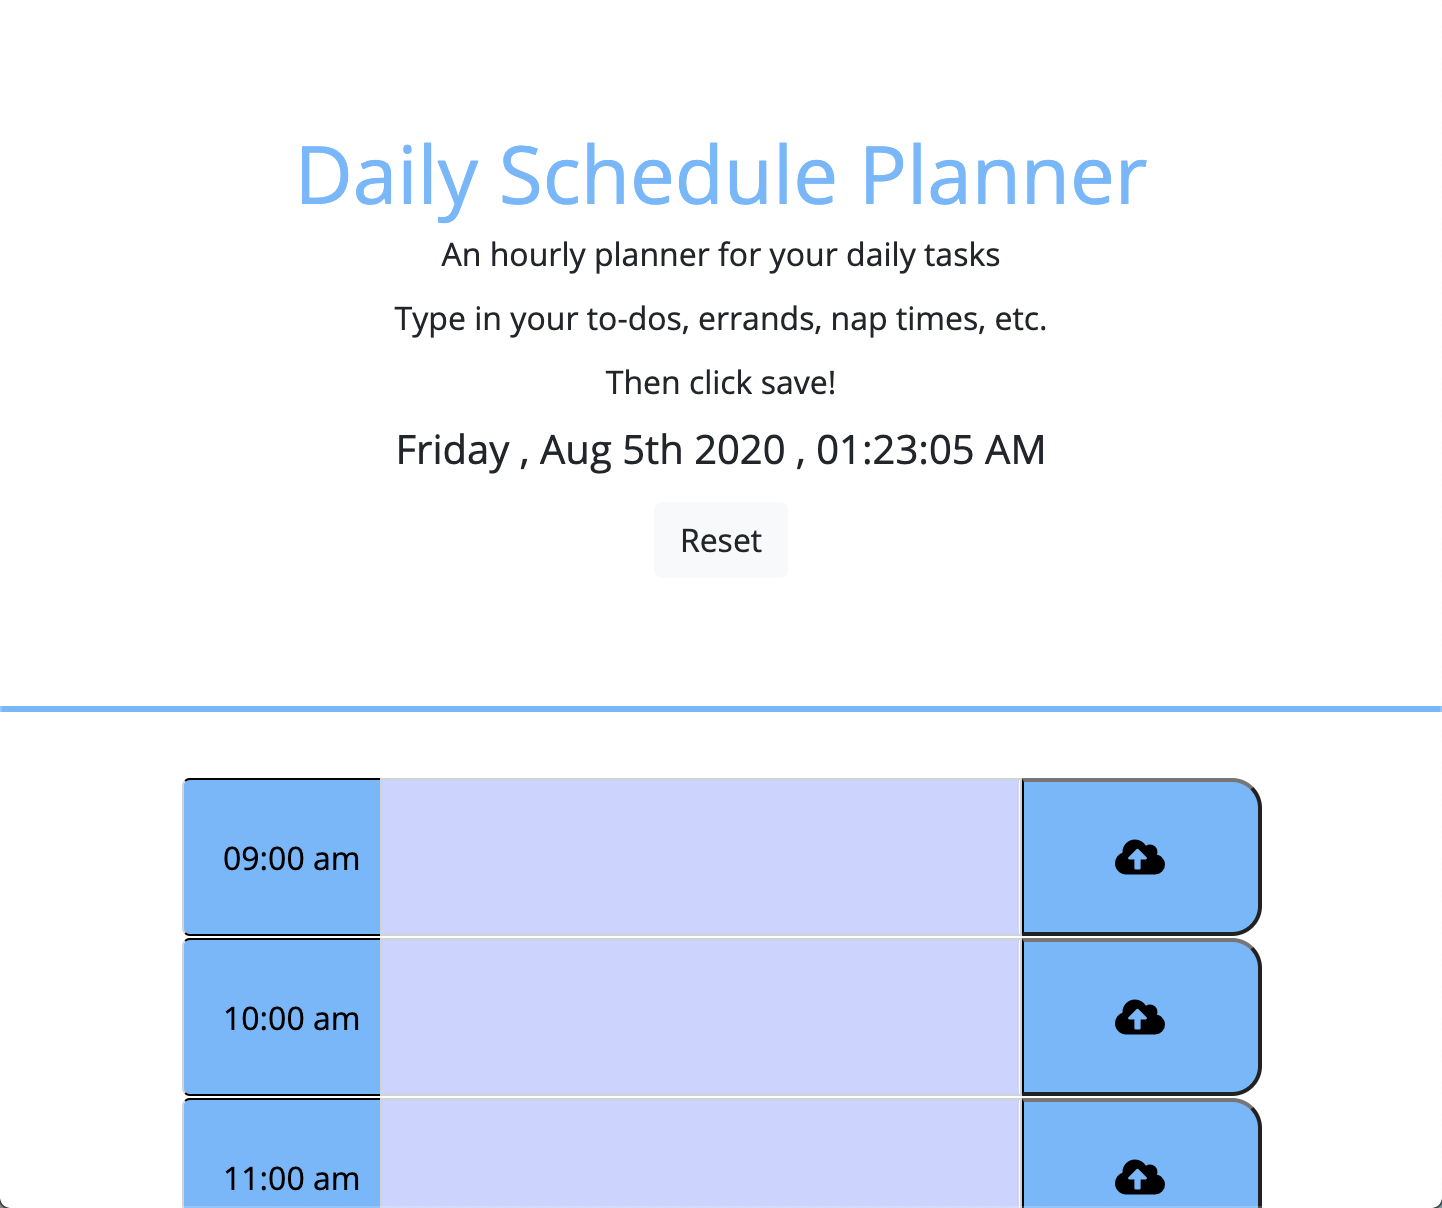 Daily Schedule Planner
An hourly planner for your daily tasks
Type in your to-dos, errands, nap times, etc.
Then click save!
Friday , Aug 5th 2020 , 01:23:05 AM
Reset
09:00 am
10:00 am
11:00 am